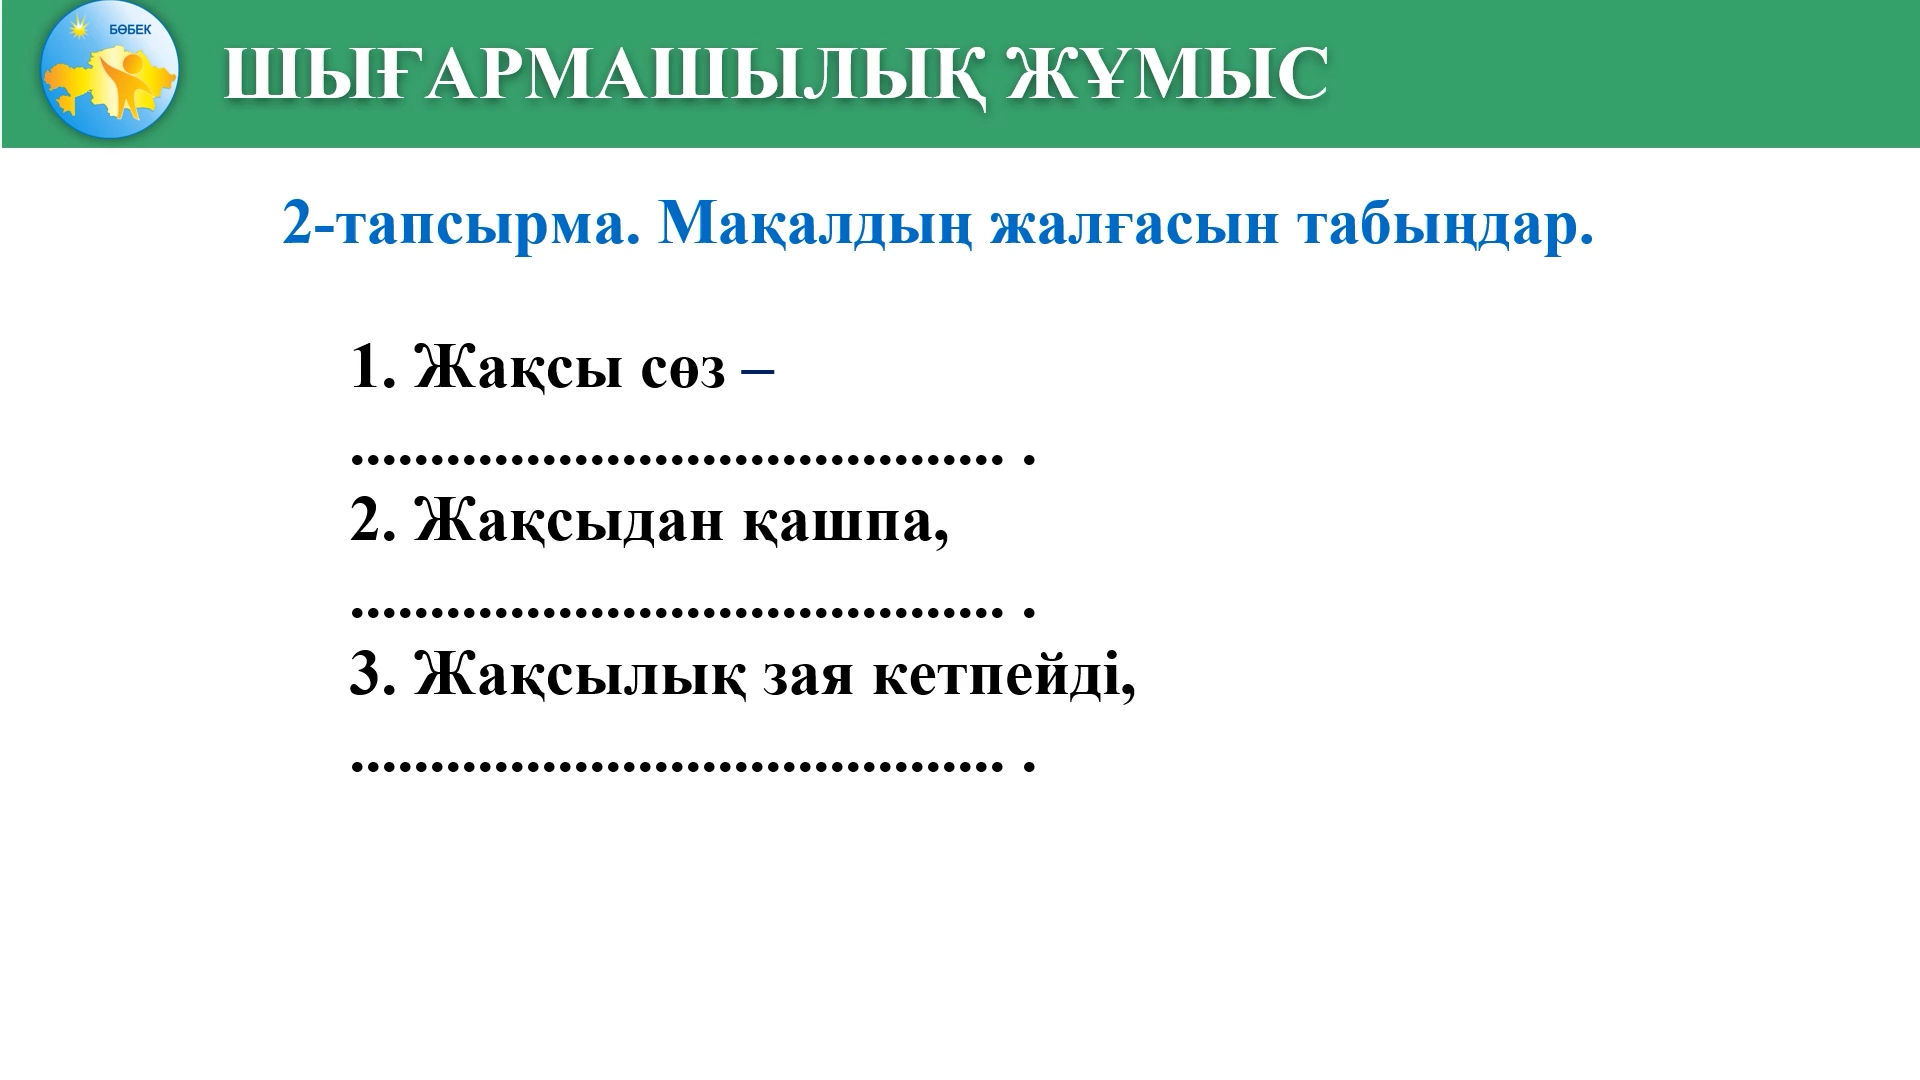 БӨБЕК
ШЫҒАРМАШЫЛЫҚ ЖҰМЫС
2-тапсырма. Мақалдың жалғасын табыңдар.
1. Жақсы сөз –
......................................... .
2. Жақсыдан қашпа,
......................................... .
3. Жақсылық зая кетпейді,
......................................... .